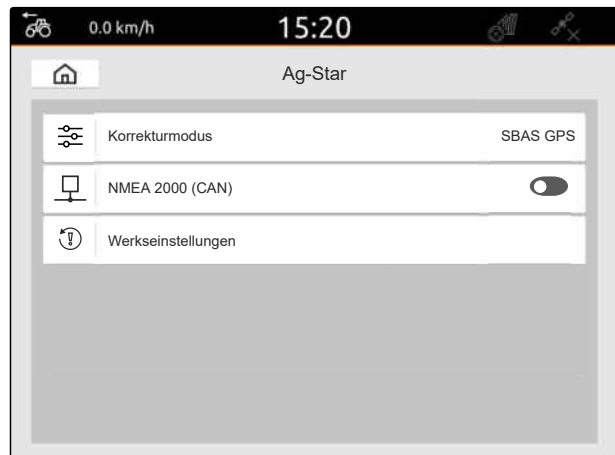 0.0 km/h 15:20
Ag-Star
Korrekturmodus SBAS GPS
NMEA 2000 (CAN)
Werkseinstellungen